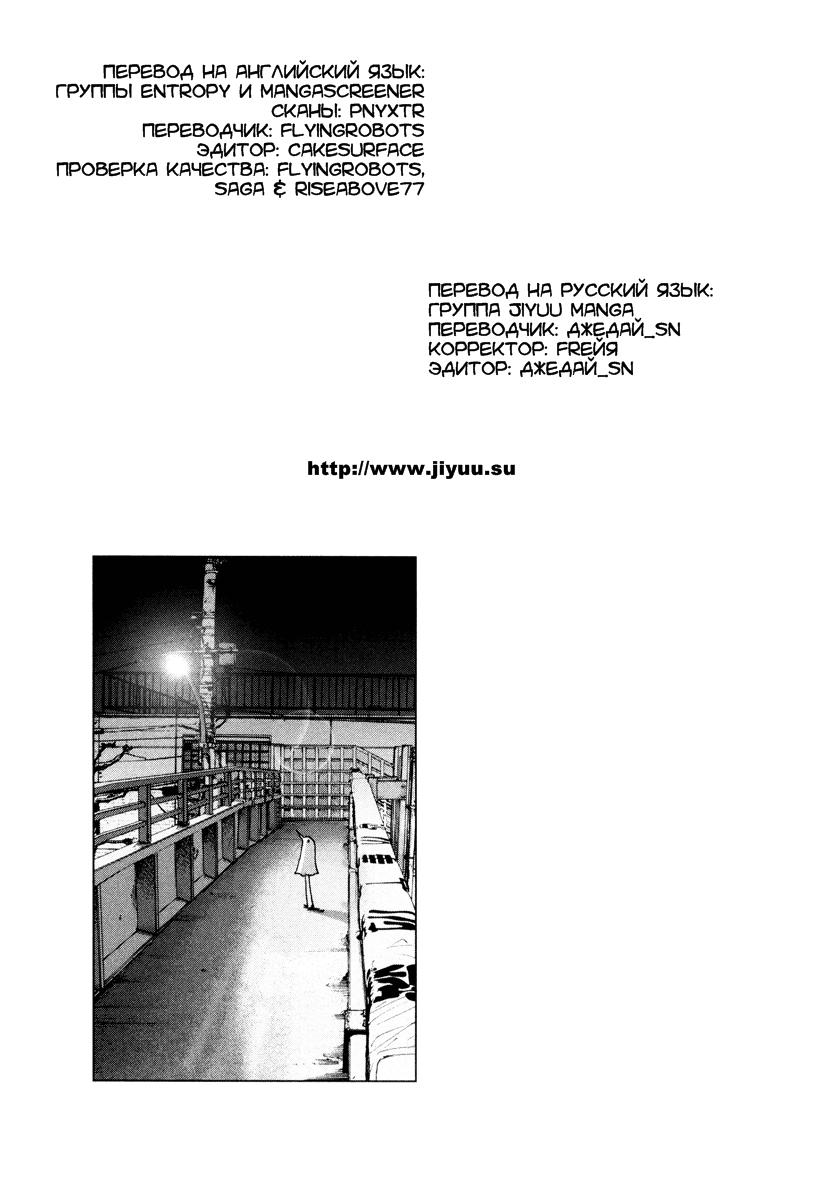 ПЕРЕВОД НА АНГЛИЙСКИЙ ЯЗЫК:
ГРУППЫ ENTROPY И MANGASCREENER
СКАНЫ: PNYXTR
ПЕРЕВОДЧИК: FLYINGROBOTS
ЭДИТОР: CAKESURFACE
ПРОВЕРКА КАЧЕСТВА: FLYINGROBOTS,
SAGA & RISEABOVE77
ПЕРЕВОД НА РУССКИЙ ЯЗЫК:
ГРУППА JIYUU MANGA
ПЕРЕВОДЧИК: ДЖЕДАЙ_SN
КОРРЕКТОР: FRЕЙЯ
ЭДИТОР: ДЖЕДАЙ_SN
http://www.jiyuu.su